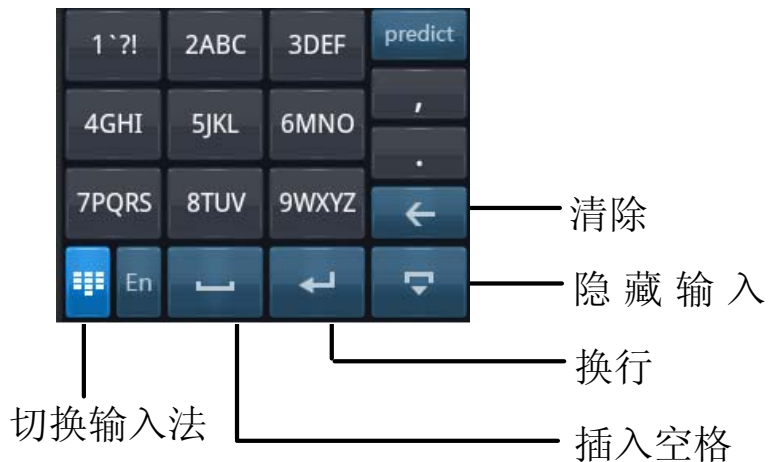 1`?! 2ABC 3DEF predict
,
4GHI 5JKL 6MNO
.
7PQRS 8TUV 9WXYZ
清除
En
隐藏输入
换行
切换输入法
插入空格